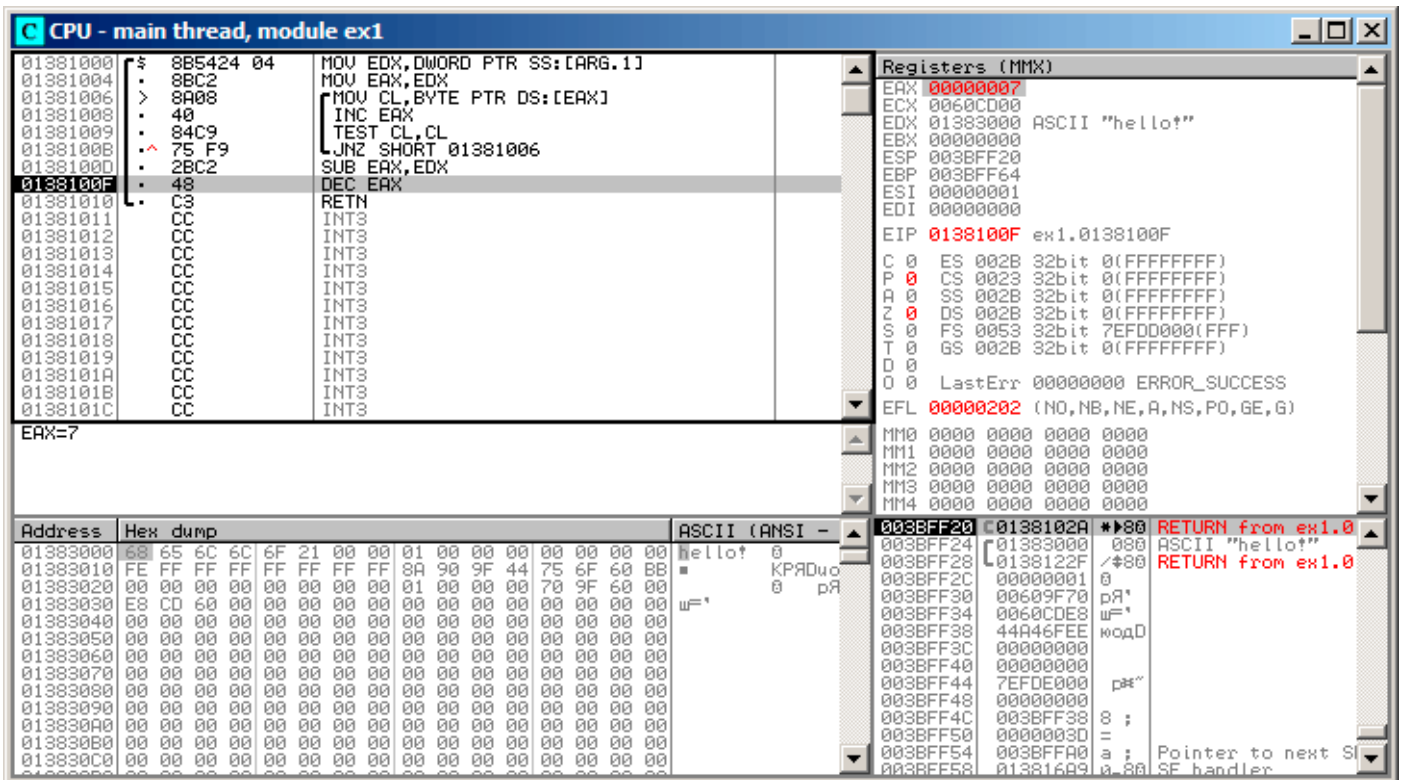 C CPU - main thread, module ex1
01381000 $ 8B5424 04 MOV EDX,DWORD PTR SS:[ARG.1]
01381004 · 8BC2 MOV EAX,EDX
01381006 > 8A08 MOV CL,BYTE PTR DS:[EAX]
01381008 · 40 INC EAX
01381009 · 84C9 TEST CL,CL
0138100B ·^ 75 F9 JNZ SHORT 01381006
0138100D · 2BC2 SUB EAX,EDX
0138100F · 48 DEC EAX
01381010 · C3 RETN
01381011 CC INT3
01381012 CC INT3
01381013 CC INT3
01381014 CC INT3
01381015 CC INT3
01381016 CC INT3
01381017 CC INT3
01381018 CC INT3
01381019 CC INT3
0138101A CC INT3
0138101B CC INT3
0138101C CC INT3
EAX=7
Registers (MMX)
EAX 00000007
ECX 0060CD00
EDX 01383000 ASCII "hello!"
EBX 00000000
ESP 003BFF20
EBP 003BFF64
ESI 00000001
EDI 00000000
EIP 0138100F ex1.0138100F
C 0 ES 002B 32bit 0(FFFFFFFF)
P 0 CS 0023 32bit 0(FFFFFFFF)
A 0 SS 002B 32bit 0(FFFFFFFF)
Z 0 DS 002B 32bit 0(FFFFFFFF)
S 0 FS 0053 32bit 7EFDD000(FFF)
T 0 GS 002B 32bit 0(FFFFFFFF)
D 0
O 0 LastErr 00000000 ERROR_SUCCESS
EFL 00000202 (NO,NB,NE,A,NS,PO,GE,G)
MM0 0000 0000 0000 0000
MM1 0000 0000 0000 0000
MM2 0000 0000 0000 0000
MM3 0000 0000 0000 0000
MM4 0000 0000 0000 0000
Address Hex dump ASCII (ANSI -
01383000 68 65 6C 6C 6F 21 00 00 01 00 00 00 00 00 00 00 hello! 0
01383010 FE FF FF FF FF FF FF FF 8A 90 9F 44 75 6F 60 BB ■ КРЯDuo
01383020 00 00 00 00 00 00 00 00 01 00 00 00 70 9F 60 00 0 pЯ
01383030 E8 CD 60 00 00 00 00 00 00 00 00 00 00 00 00 00 ш='
01383040 00 00 00 00 00 00 00 00 00 00 00 00 00 00 00 00
01383050 00 00 00 00 00 00 00 00 00 00 00 00 00 00 00 00
01383060 00 00 00 00 00 00 00 00 00 00 00 00 00 00 00 00
01383070 00 00 00 00 00 00 00 00 00 00 00 00 00 00 00 00
01383080 00 00 00 00 00 00 00 00 00 00 00 00 00 00 00 00
01383090 00 00 00 00 00 00 00 00 00 00 00 00 00 00 00 00
013830A0 00 00 00 00 00 00 00 00 00 00 00 00 00 00 00 00
013830B0 00 00 00 00 00 00 00 00 00 00 00 00 00 00 00 00
013830C0 00 00 00 00 00 00 00 00 00 00 00 00 00 00 00 00
003BFF20 0138102A RETURN from ex1.0
003BFF24 01383000 ASCII "hello!"
003BFF28 0138122F RETURN from ex1.0
003BFF2C 00000001 0
003BFF30 00609F70 pЯ'
003BFF34 0060CDE8 ш='
003BFF38 44A46FEE юoдD
003BFF3C 00000000
003BFF40 00000000
003BFF44 7EFDE000
003BFF48 00000000
003BFF4C 003BFF38 8 ;
003BFF50 0000003D =
003BFF54 003BFFA0 a ; Pointer to next S
003BFF58 013816A9 SE handler